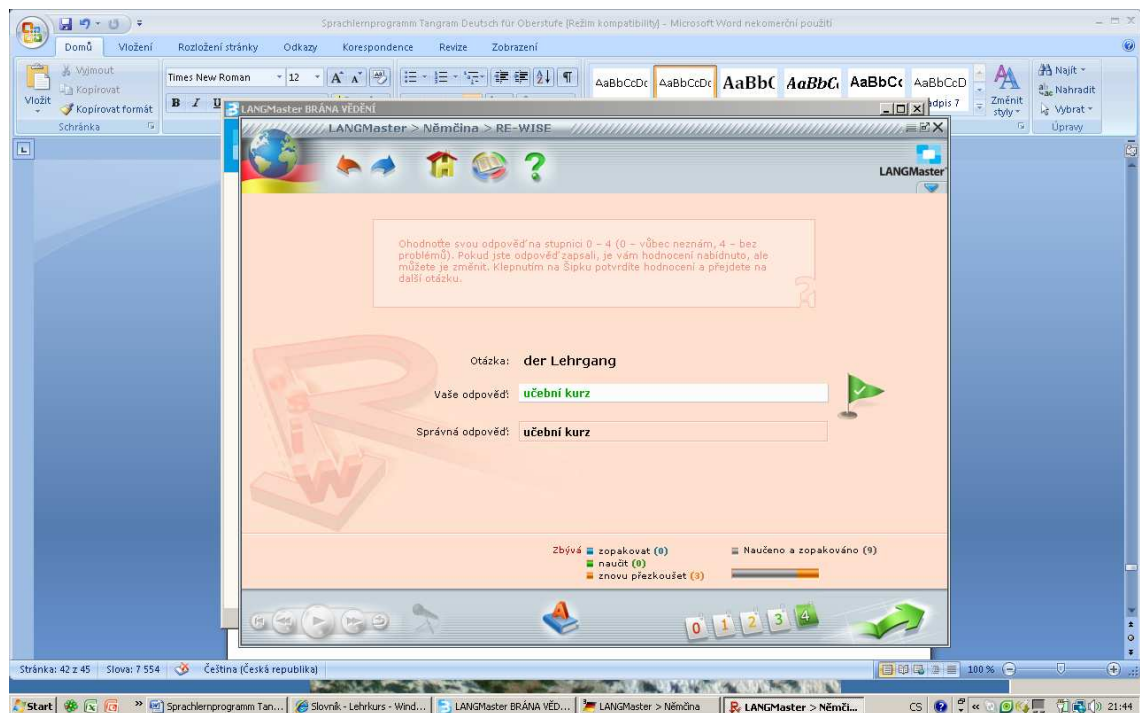 Sprachlernprogramm Tangram Deutsch für Oberstufe [Režim kompatibility] - Microsoft Word nekomerční použití
Domů Vložení Rozložení stránky Odkazy Korespondence Revize Zobrazení
Vložit
Vyjmout
Kopírovat
Kopírovat formát
Schránka
Times New Roman 12
B I U
AaBbCcDc AaBbCcDc AaBbC AaBbC AaBbCc AaBbCcD
Změnit styly
Najít
Nahradit
Vybrat
Úpravy
LANGMaster BRÁNA VĚDĚNÍ
LANGMaster > Němčina > RE-WISE
LANGMaster
Ohodnoťte svou odpověď na stupnici 0 – 4 (0 – vůbec neznám, 4 – bez
problémů). Pokud jste odpověď zapsali, je vám hodnocení nabídnuto, ale
můžete je změnit. Klepnutím na Šipku potvrdíte hodnocení a přejdete na
další otázku.
Otázka: der Lehrgang
Vaše odpověď: učební kurz
Správná odpověď: učební kurz
Zbývá zopakovat (0)
naučit (0)
znovu přezkoušet (3)
Naučeno a zopakováno (9)
0 1 2 3 4
Stránka: 42 z 45 Slova: 7 554 Čeština (Česká republika) 100 %
Start Sprachlernprogramm Tan... Slovník - Lehrkurs - Wind... LANGMaster BRÁNA VĚD... LANGMaster > Němčina LANGMaster > Němči... CS 21:44